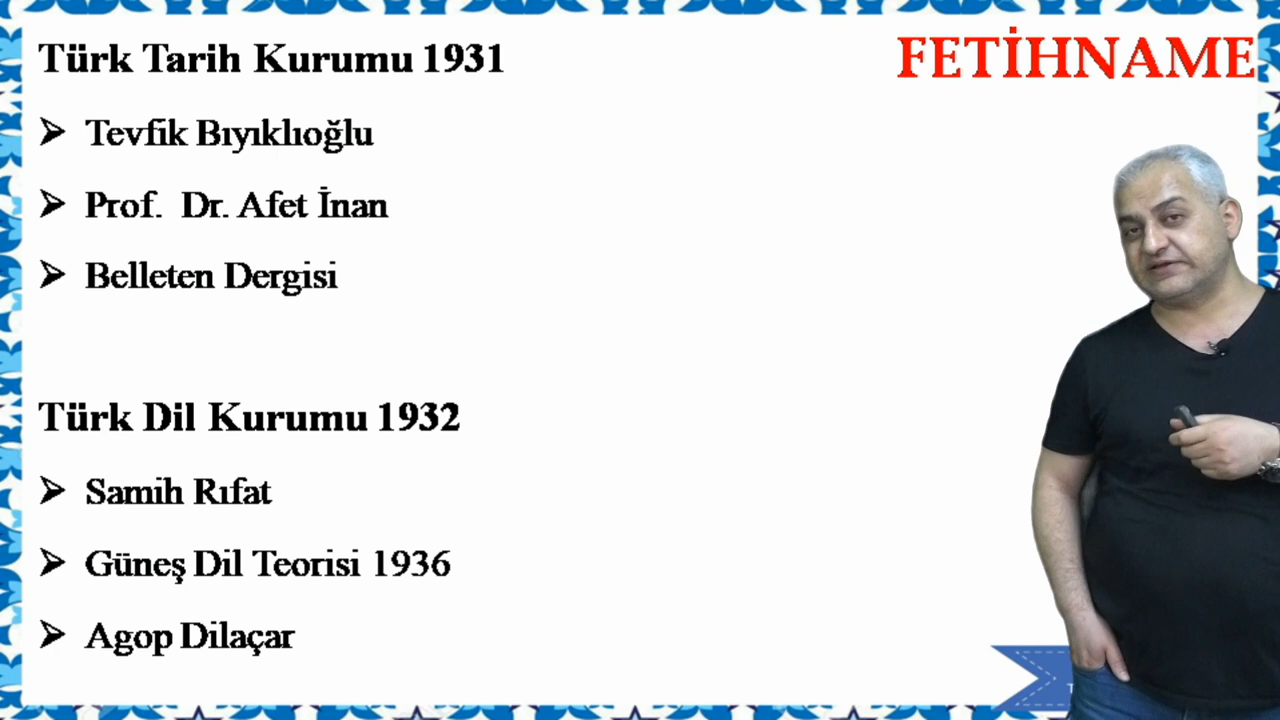 Türk Tarih Kurumu 1931
FETİHNAME
➢ Tevfik Bıyıklıoğlu
➢ Prof. Dr. Afet İnan
➢ Belleten Dergisi
Türk Dil Kurumu 1932
➢ Samih Rıfat
➢ Güneş Dil Teorisi 1936
➢ Agop Dilaçar